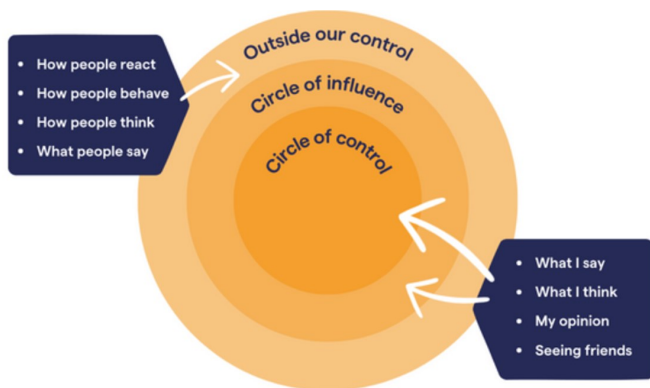 Outside our control
Circle of influence
Circle of control
• How people react
• How people behave
• How people think
• What people say
• What I say
• What I think
• My opinion
• Seeing friends